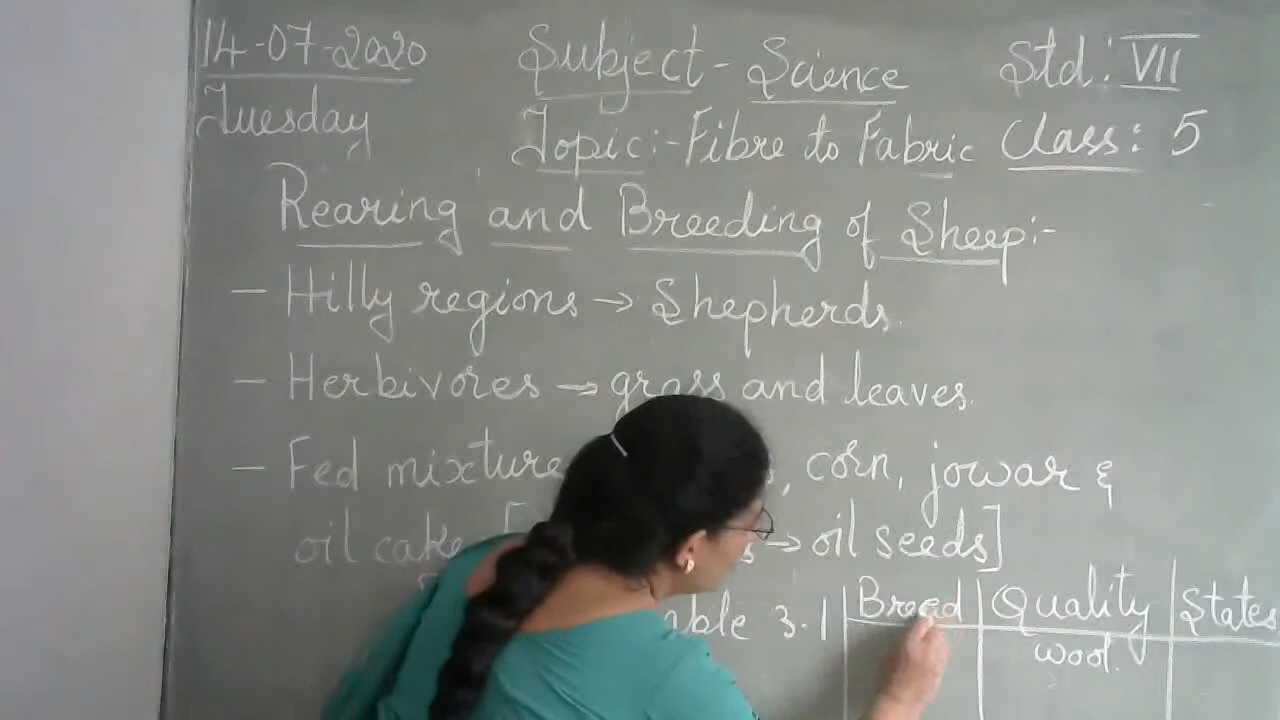 14-07-2020 Subject - Science Std: VII
Tuesday Topic:- Fibre to Fabric Class: 5
Rearing and Breeding of Sheep:-
- Hilly regions → Shepherds.
- Herbivores → grass and leaves.
- Fed mixture , corn, jowar &
oil cake [ → oil seeds]
3.1 Breed Quality States
wool.